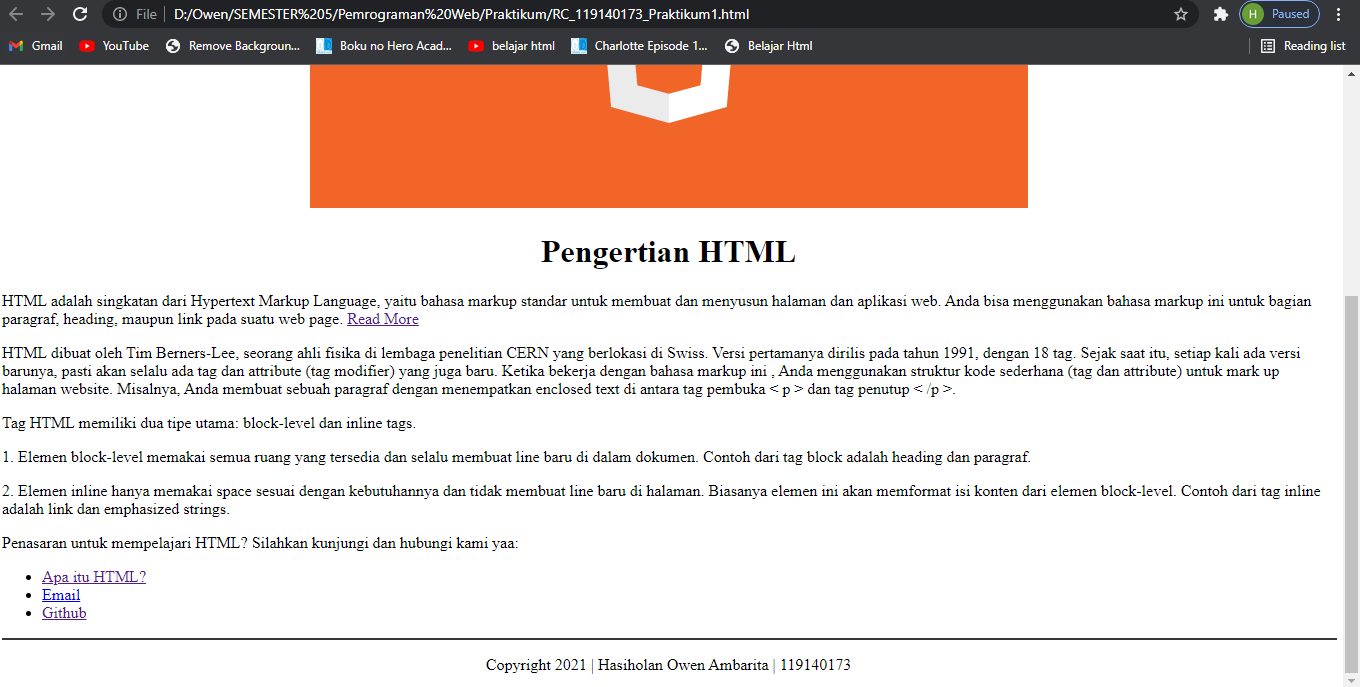 File D:/Owen/SEMESTER%205/Pemrograman%20Web/Praktikum/RC_119140173_Praktikum1.html H Paused
Gmail YouTube Remove Backgroun... Boku no Hero Acad... belajar html Charlotte Episode 1... Belajar Html Reading list
Pengertian HTML
HTML adalah singkatan dari Hypertext Markup Language, yaitu bahasa markup standar untuk membuat dan menyusun halaman dan aplikasi web. Anda bisa menggunakan bahasa markup ini untuk bagian
paragraf, heading, maupun link pada suatu web page. Read More
HTML dibuat oleh Tim Berners-Lee, seorang ahli fisika di lembaga penelitian CERN yang berlokasi di Swiss. Versi pertamanya dirilis pada tahun 1991, dengan 18 tag. Sejak saat itu, setiap kali ada versi
barunya, pasti akan selalu ada tag dan attribute (tag modifier) yang juga baru. Ketika bekerja dengan bahasa markup ini , Anda menggunakan struktur kode sederhana (tag dan attribute) untuk mark up
halaman website. Misalnya, Anda membuat sebuah paragraf dengan menempatkan enclosed text di antara tag pembuka < p > dan tag penutup < /p >.
Tag HTML memiliki dua tipe utama: block-level dan inline tags.
1. Elemen block-level memakai semua ruang yang tersedia dan selalu membuat line baru di dalam dokumen. Contoh dari tag block adalah heading dan paragraf.
2. Elemen inline hanya memakai space sesuai dengan kebutuhannya dan tidak membuat line baru di halaman. Biasanya elemen ini akan memformat isi konten dari elemen block-level. Contoh dari tag inline
adalah link dan emphasized strings.
Penasaran untuk mempelajari HTML? Silahkan kunjungi dan hubungi kami yaa:
• Apa itu HTML?
• Email
• Github
Copyright 2021 | Hasiholan Owen Ambarita | 119140173